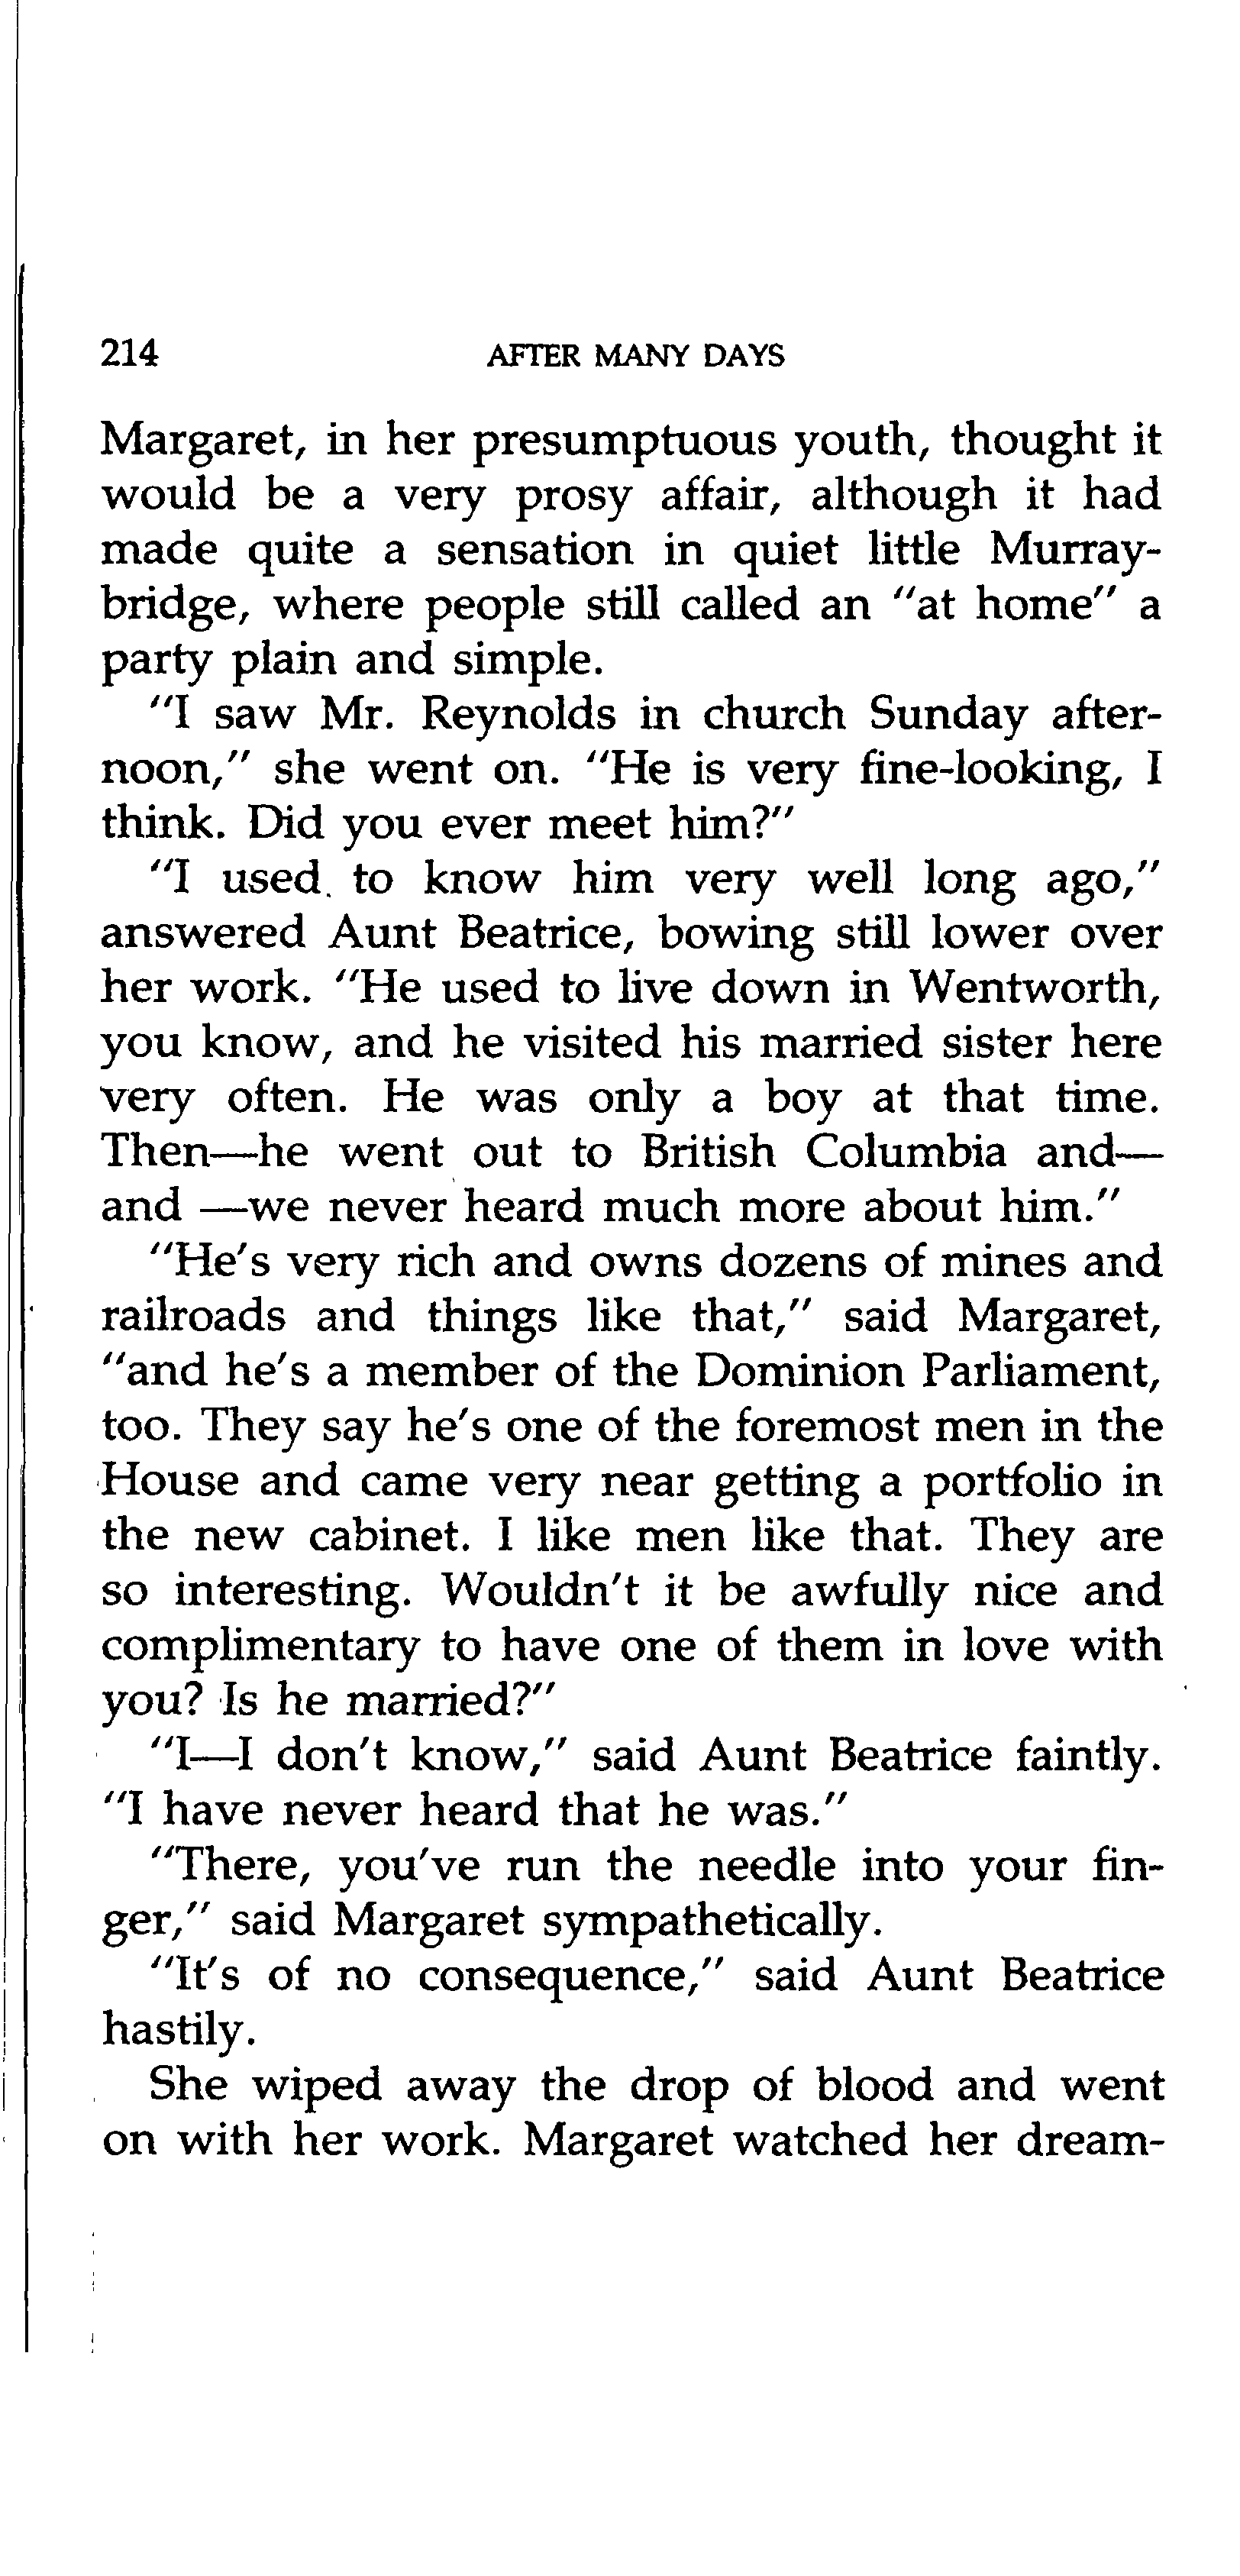 214 AFTER MANY DAYS
Margaret, in her presumptuous youth, thought it
would be a very prosy affair, although it had
made quite a sensation in quiet little Murray-
bridge, where people still called an "at home" a
party plain and simple.
"I saw Mr. Reynolds in church Sunday after-
noon," she went on. "He is very fine-looking, I
think. Did you ever meet him?"
"I used to know him very well long ago,"
answered Aunt Beatrice, bowing still lower over
her work. "He used to live down in Wentworth,
you know, and he visited his married sister here
very often. He was only a boy at that time.
Then—he went out to British Columbia and—
and —we never heard much more about him."
"He's very rich and owns dozens of mines and
railroads and things like that," said Margaret,
"and he's a member of the Dominion Parliament,
too. They say he's one of the foremost men in the
House and came very near getting a portfolio in
the new cabinet. I like men like that. They are
so interesting. Wouldn't it be awfully nice and
complimentary to have one of them in love with
you? Is he married?"
"I—I don't know," said Aunt Beatrice faintly.
"I have never heard that he was."
"There, you've run the needle into your fin-
ger," said Margaret sympathetically.
"It's of no consequence," said Aunt Beatrice
hastily.
She wiped away the drop of blood and went
on with her work. Margaret watched her dream-